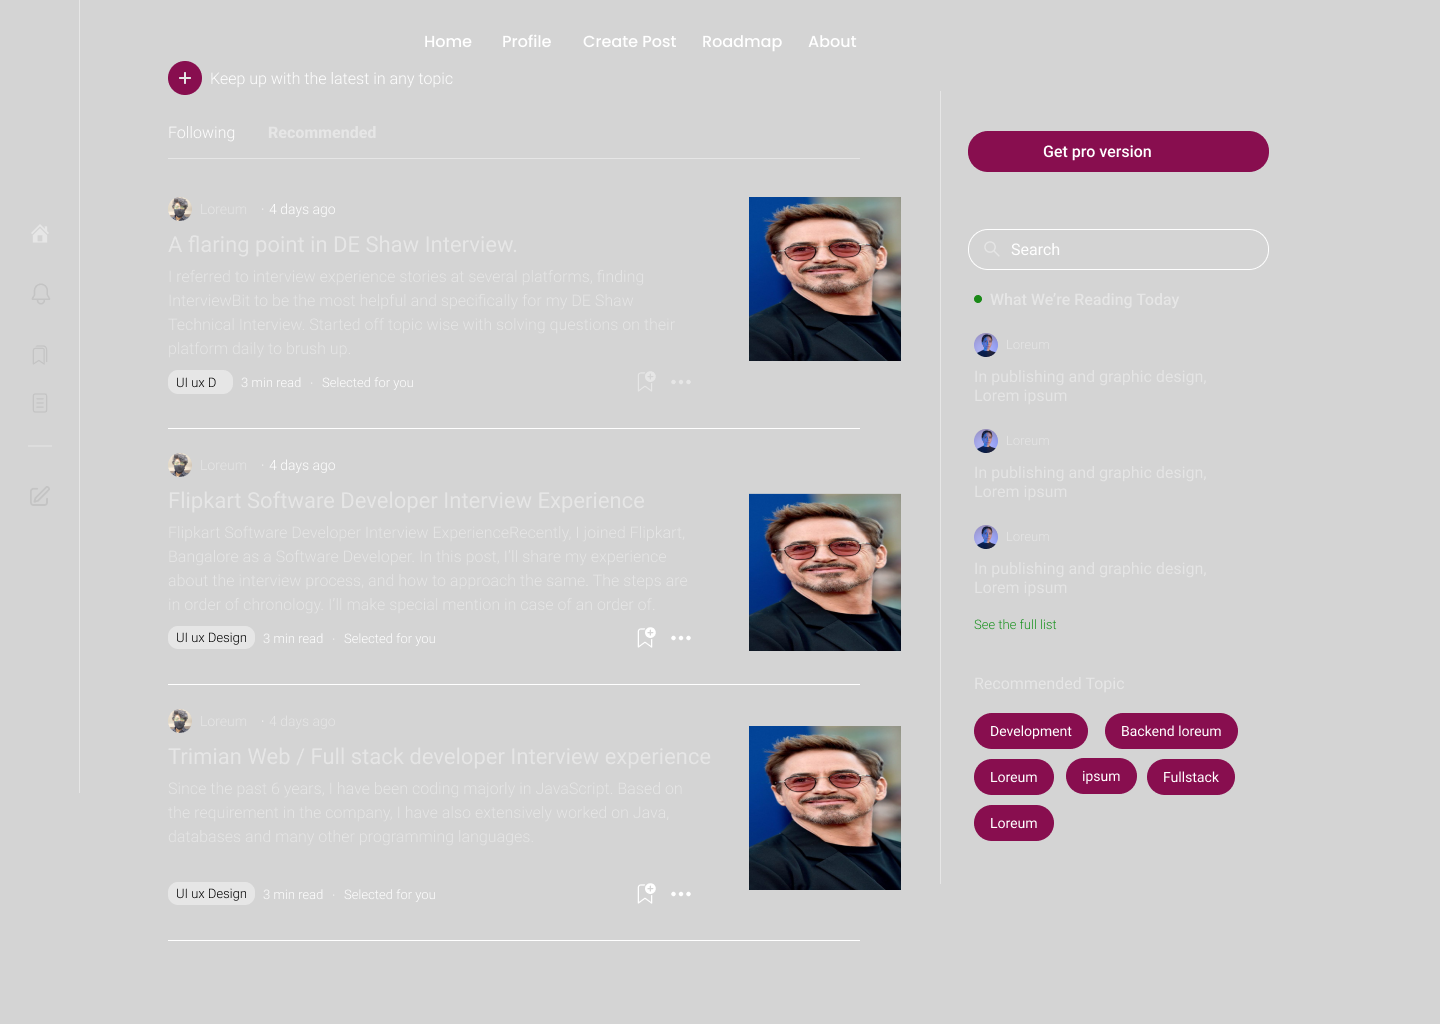 Home Profile Create Post Roadmap About
Keep up with the latest in any topic
Following Recommended
Loreum · 4 days ago
A flaring point in DE Shaw Interview.
I referred to interview experience stories at several platforms, finding
InterviewBit to be the most helpful and specifically for my DE Shaw
Technical Interview. Started off topic wise with solving questions on their
platform daily to brush up.
UI ux D 3 min read · Selected for you
Loreum · 4 days ago
Flipkart Software Developer Interview Experience
Flipkart Software Developer Interview ExperienceRecently, I joined Flipkart,
Bangalore as a Software Developer. In this post, I'll share my experience
about the interview process, and how to approach the same. The steps are
in order of chronology. I'll make special mention in case of an order of.
UI ux Design 3 min read · Selected for you
Loreum · 4 days ago
Trimian Web / Full stack developer Interview experience
Since the past 6 years, I have been coding majorly in JavaScript. Based on
the requirement in the company, I have also extensively worked on Java,
databases and many other programming languages.
UI ux Design 3 min read · Selected for you
Get pro version
Search
What We're Reading Today
Loreum
In publishing and graphic design,
Lorem ipsum
Loreum
In publishing and graphic design,
Lorem ipsum
Loreum
In publishing and graphic design,
Lorem ipsum
See the full list
Recommended Topic
Development Backend loreum
Loreum ipsum Fullstack
Loreum